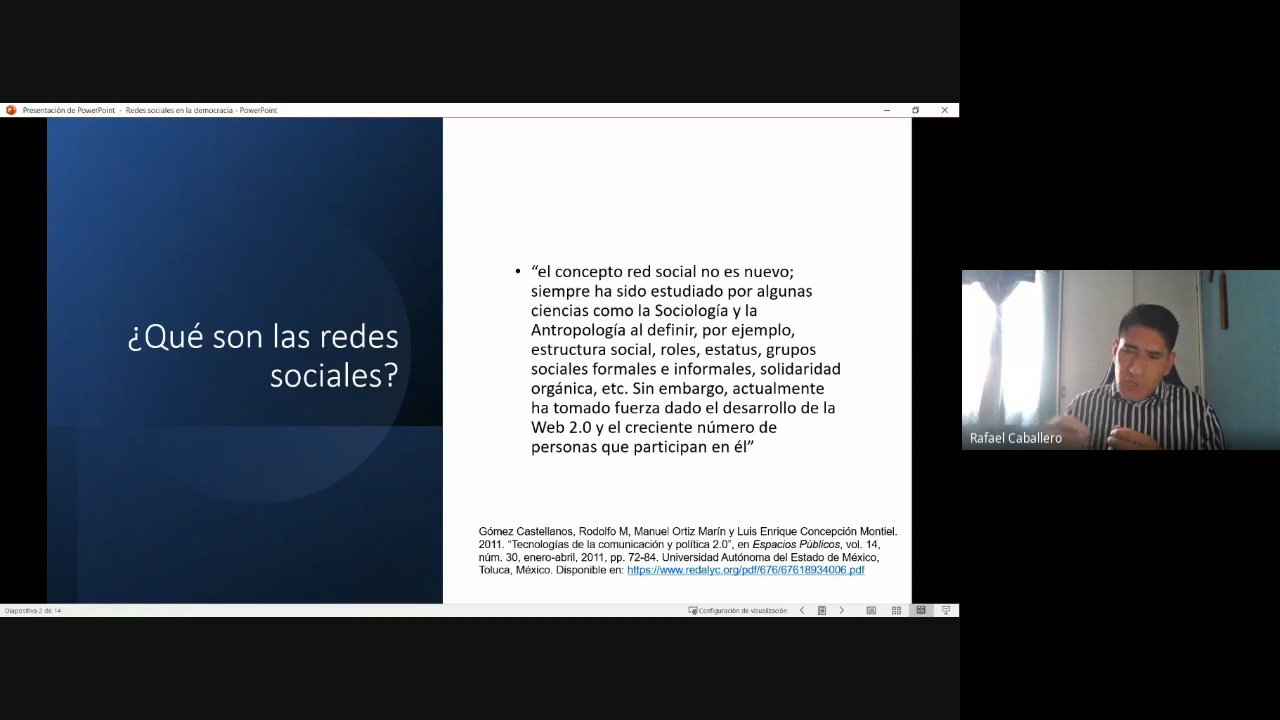 Presentación de PowerPoint - Redes sociales en la democracia - PowerPoint
¿Qué son las redes
sociales?
• “el concepto red social no es nuevo;
siempre ha sido estudiado por algunas
ciencias como la Sociología y la
Antropología al definir, por ejemplo,
estructura social, roles, estatus, grupos
sociales formales e informales, solidaridad
orgánica, etc. Sin embargo, actualmente
ha tomado fuerza dado el desarrollo de la
Web 2.0 y el creciente número de
personas que participan en él”
Gómez Castellanos, Rodolfo M, Manuel Ortiz Marín y Luis Enrique Concepción Montiel.
2011. “Tecnologías de la comunicación y política 2.0”, en Espacios Públicos, vol. 14,
núm. 30, enero-abril, 2011, pp. 72-84. Universidad Autónoma del Estado de México,
Toluca, México. Disponible en: https://www.redalyc.org/pdf/676/67618934006.pdf
Diapositiva 2 de 14
Configuración de visualización
Rafael Caballero